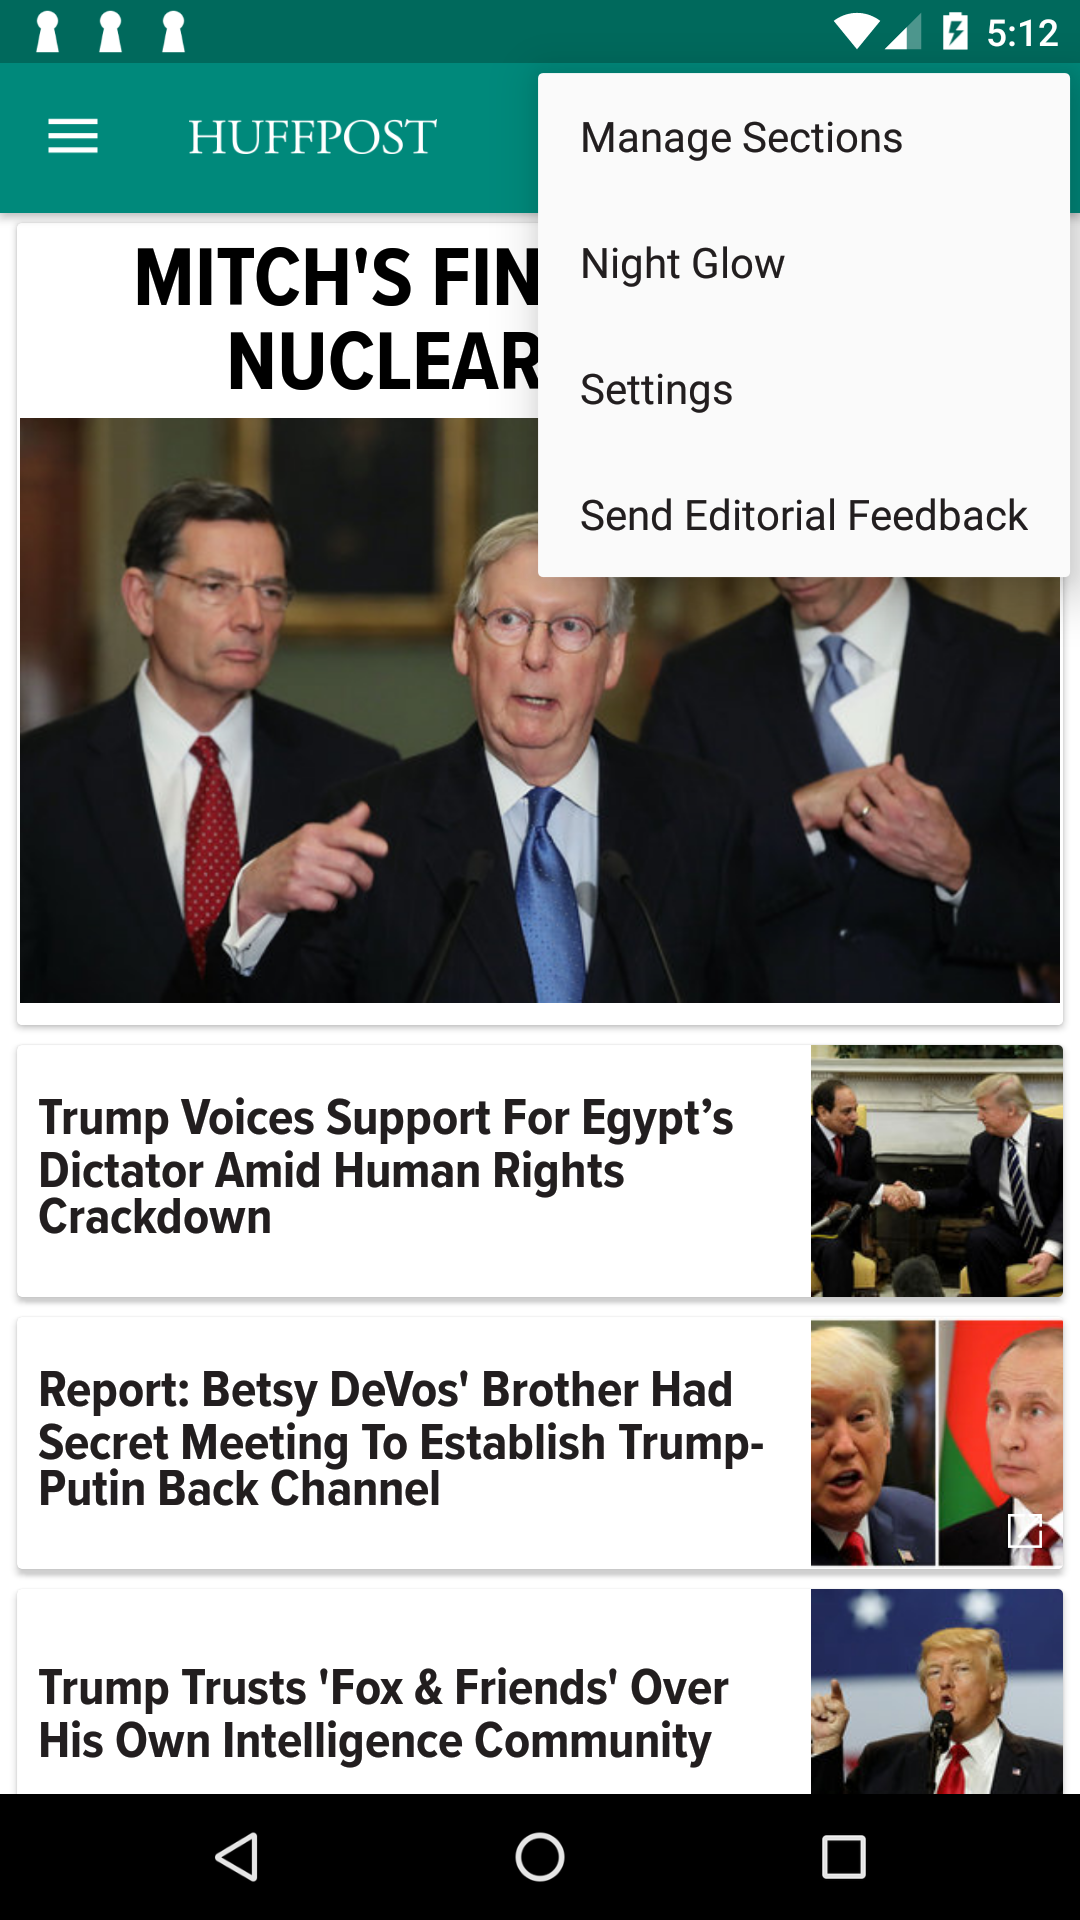 5:12
HUFFPOST
Manage Sections
Night Glow
Settings
Send Editorial Feedback
MITCH'S FIN
NUCLEAR
Trump Voices Support For Egypt’s
Dictator Amid Human Rights
Crackdown
Report: Betsy DeVos' Brother Had
Secret Meeting To Establish Trump-
Putin Back Channel
Trump Trusts 'Fox & Friends' Over
His Own Intelligence Community